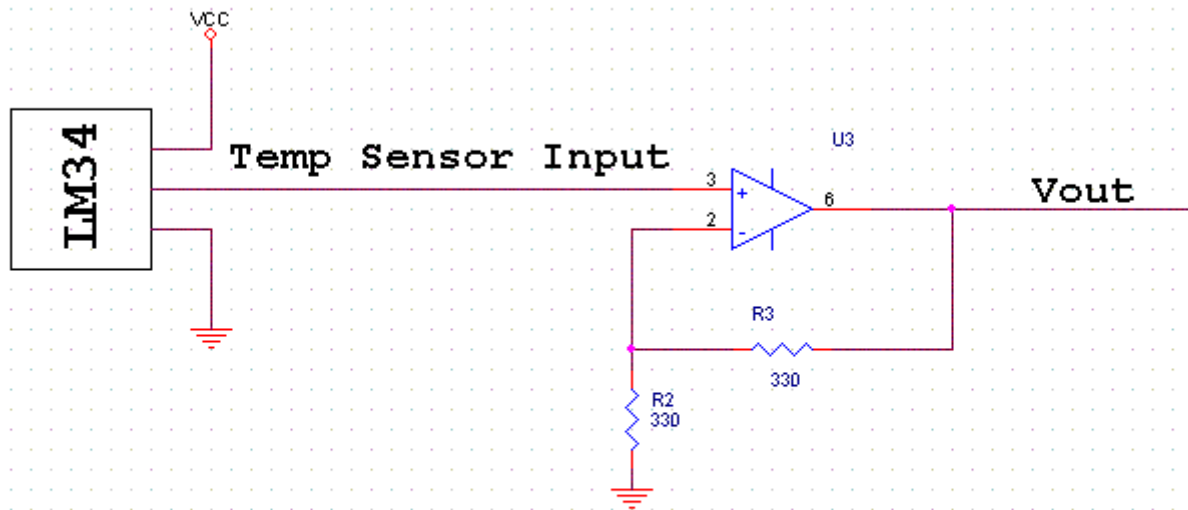 VCC
LM34
Temp Sensor Input
U3
3
+
2
-
6
Vout
R3
330
R2
330